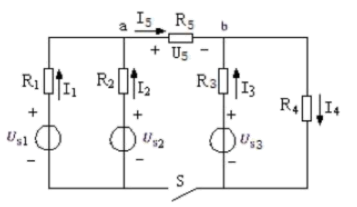 I₅ R₅
a b
+ U₅ -
R₁ I₁ R₂ I₂ R₃ I₃ R₄ I₄
+ + +
Uₛ₁ Uₛ₂ Uₛ₃
- - -
S